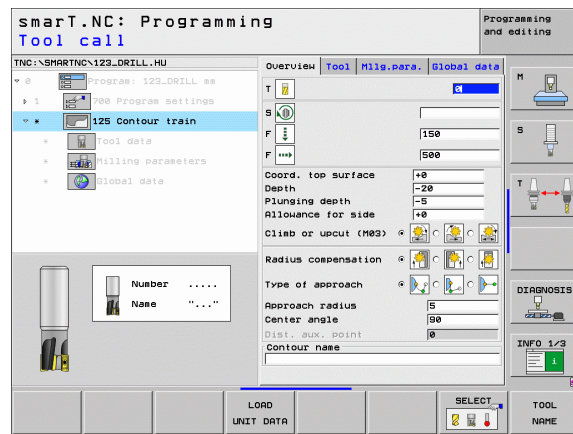 smarT.NC: Programming
Tool call
Programming and editing
TNC:\SMARTNC\123_DRILL.HU
0 Program: 123_DRILL mm
1 700 Program settings
* 125 Contour train
* Tool data
* Milling parameters
* Global data
Number .....
Name "..."
Overview Tool Mllg.para. Global data
T 0
S
F 150
F 500
Coord. top surface +0
Depth -20
Plunging depth -5
Allowance for side +0
Climb or upcut (M03)
Radius compensation
Type of approach
Approach radius 5
Center angle 90
Dist. aux. point 0
Contour name
M
S
T
DIAGNOSIS
INFO 1/3
LOAD
UNIT DATA
SELECT
TOOL
NAME